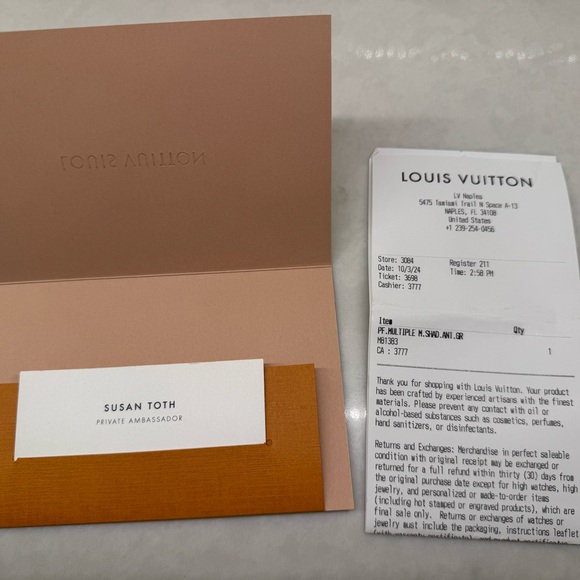 LOUIS VUITTON
SUSAN TOTH
PRIVATE AMBASSADOR
LOUIS VUITTON
LV Naples
5475 Tamiami Trail N Space A-13
NAPLES, FL 34108
United States
+1 239-254-0456
Store: 3084 Register 211
Date: 10/3/24 Time: 2:58 PM
Ticket: 3698
Cashier: 3777
Item Qty
PF.MULTIPLE M.SHAD.ANT.GR
M81383
CA : 3777 1
Thank you for shopping with Louis Vuitton. Your product
has been crafted by experienced artisans with the finest
materials. Please prevent any contact with oil or
alcohol-based substances such as cosmetics, perfumes,
hand sanitizers, or disinfectants.
Returns and Exchanges: Merchandise in perfect saleable
condition with original receipt may be exchanged or
returned for a full refund within thirty (30) days from
the original purchase date except for high watches, high
jewelry, and personalized or made-to-order items
(including hot stamped or engraved products), which are
final sale only. Returns or exchanges of watches or
jewelry must include the packaging, instructions leaflet